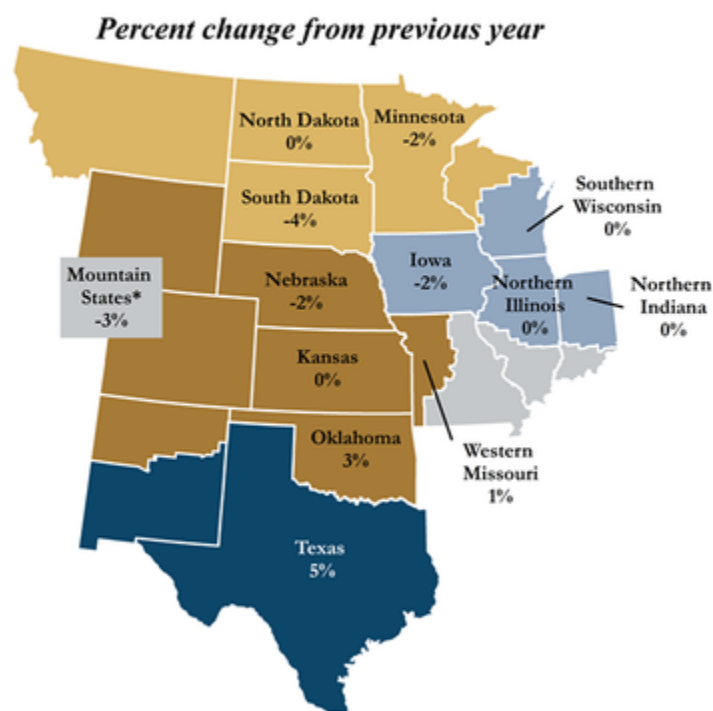 Percent change from previous year
North Dakota
0%
Minnesota
-2%
South Dakota
-4%
Southern
Wisconsin
0%
Mountain
States*
-3%
Nebraska
-2%
Iowa
-2%
Northern
Illinois
0%
Northern
Indiana
0%
Kansas
0%
Oklahoma
3%
Western
Missouri
1%
Texas
5%